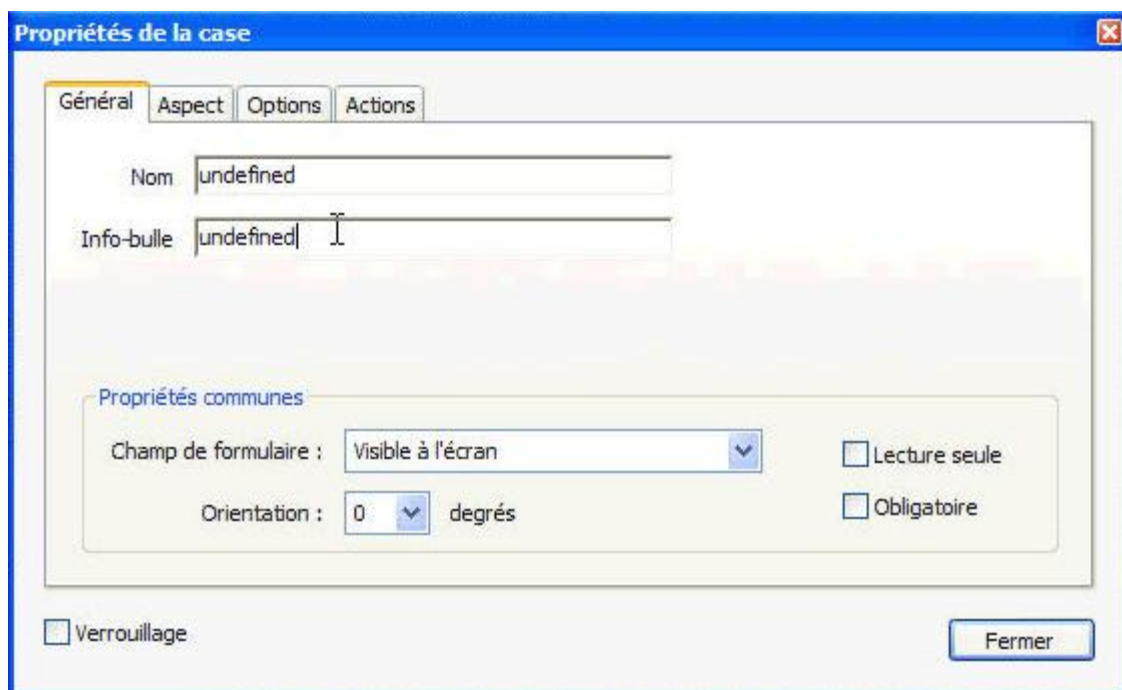 Propriétés de la case
Général Aspect Options Actions
Nom undefined
Info-bulle undefined
Propriétés communes
Champ de formulaire : Visible à l'écran Lecture seule
Orientation : 0 degrés Obligatoire
Verrouillage Fermer